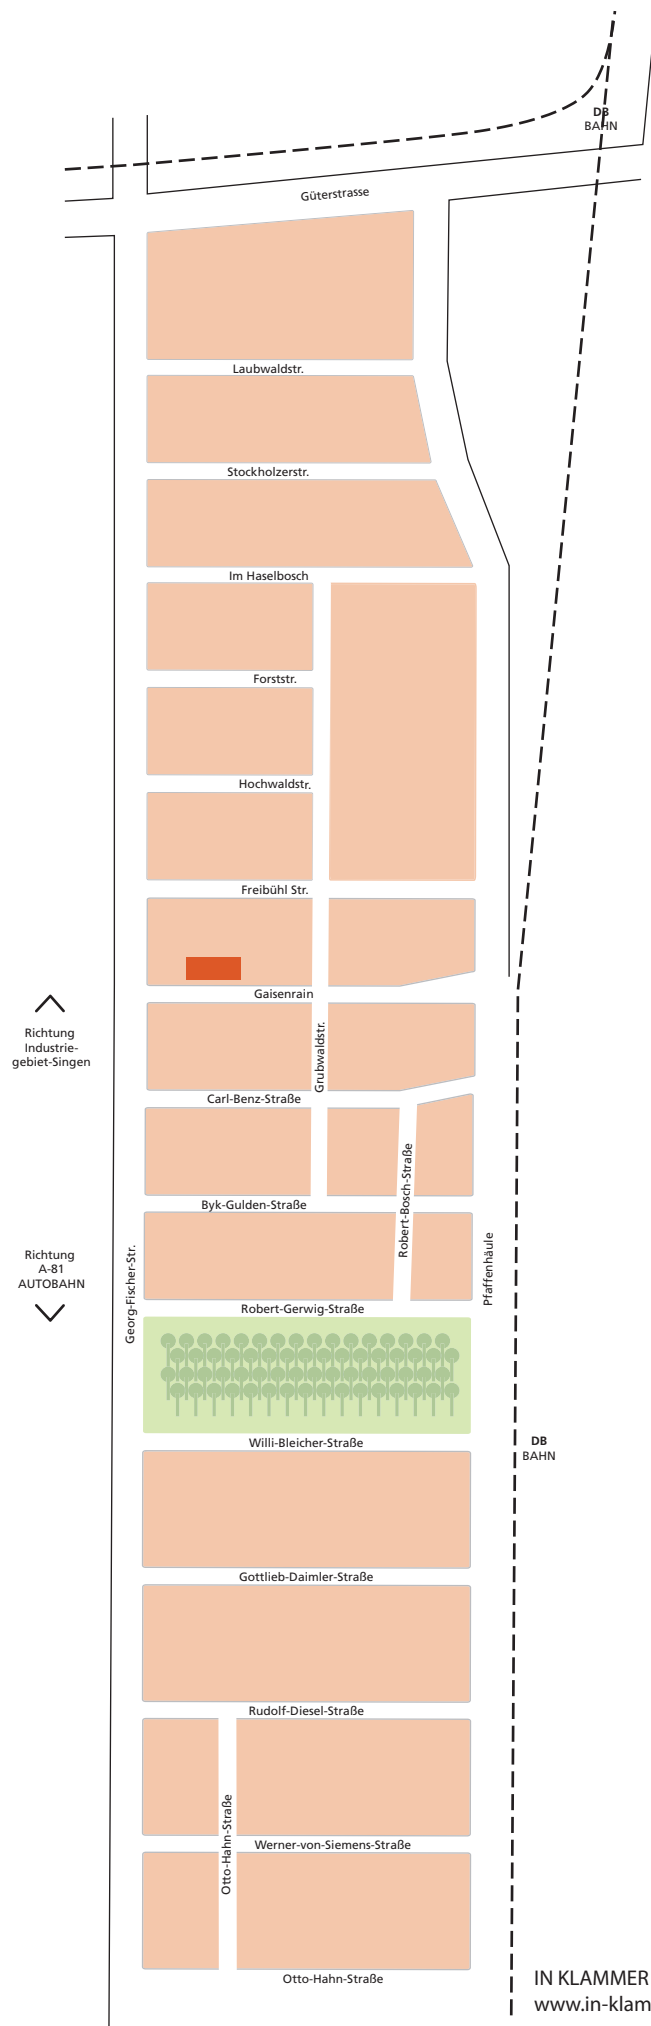 DB
BAHN
Güterstrasse
Laubwaldstr.
Stockholzerstr.
Im Haselbosch
Forststr.
Hochwaldstr.
Freibühl Str.
Gaisenrain
Richtung
Industrie-
gebiet-Singen
Grubwaldstr.
Carl-Benz-Straße
Robert-Bosch-Straße
Byk-Gulden-Straße
Richtung
A-81
AUTOBAHN
Georg-Fischer-Str.
Pfaffenhäule
Robert-Gerwig-Straße
Willi-Bleicher-Straße
DB
BAHN
Gottlieb-Daimler-Straße
Rudolf-Diesel-Straße
Otto-Hahn-Straße
Werner-von-Siemens-Straße
Otto-Hahn-Straße
IN KLAMMER
www.in-klam